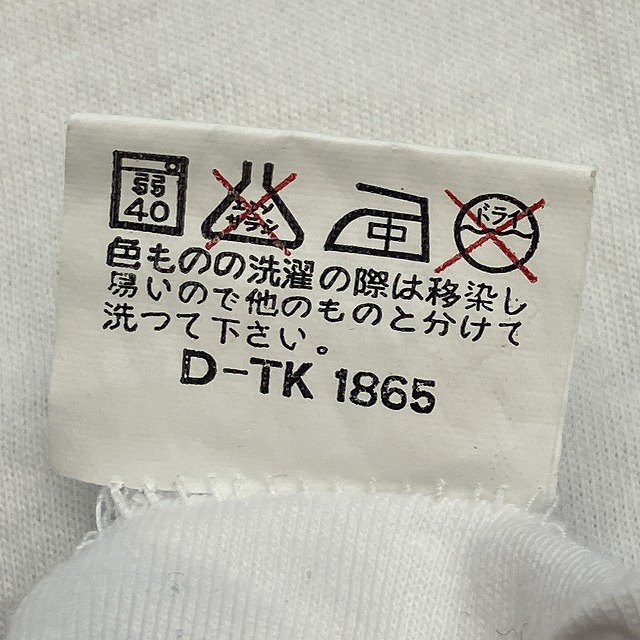 弱
40
エンソ
サラシ
中
ドライ
色ものの洗濯の際は移染し
易いので他のものと分けて
洗つて下さい。
D-TK 1865